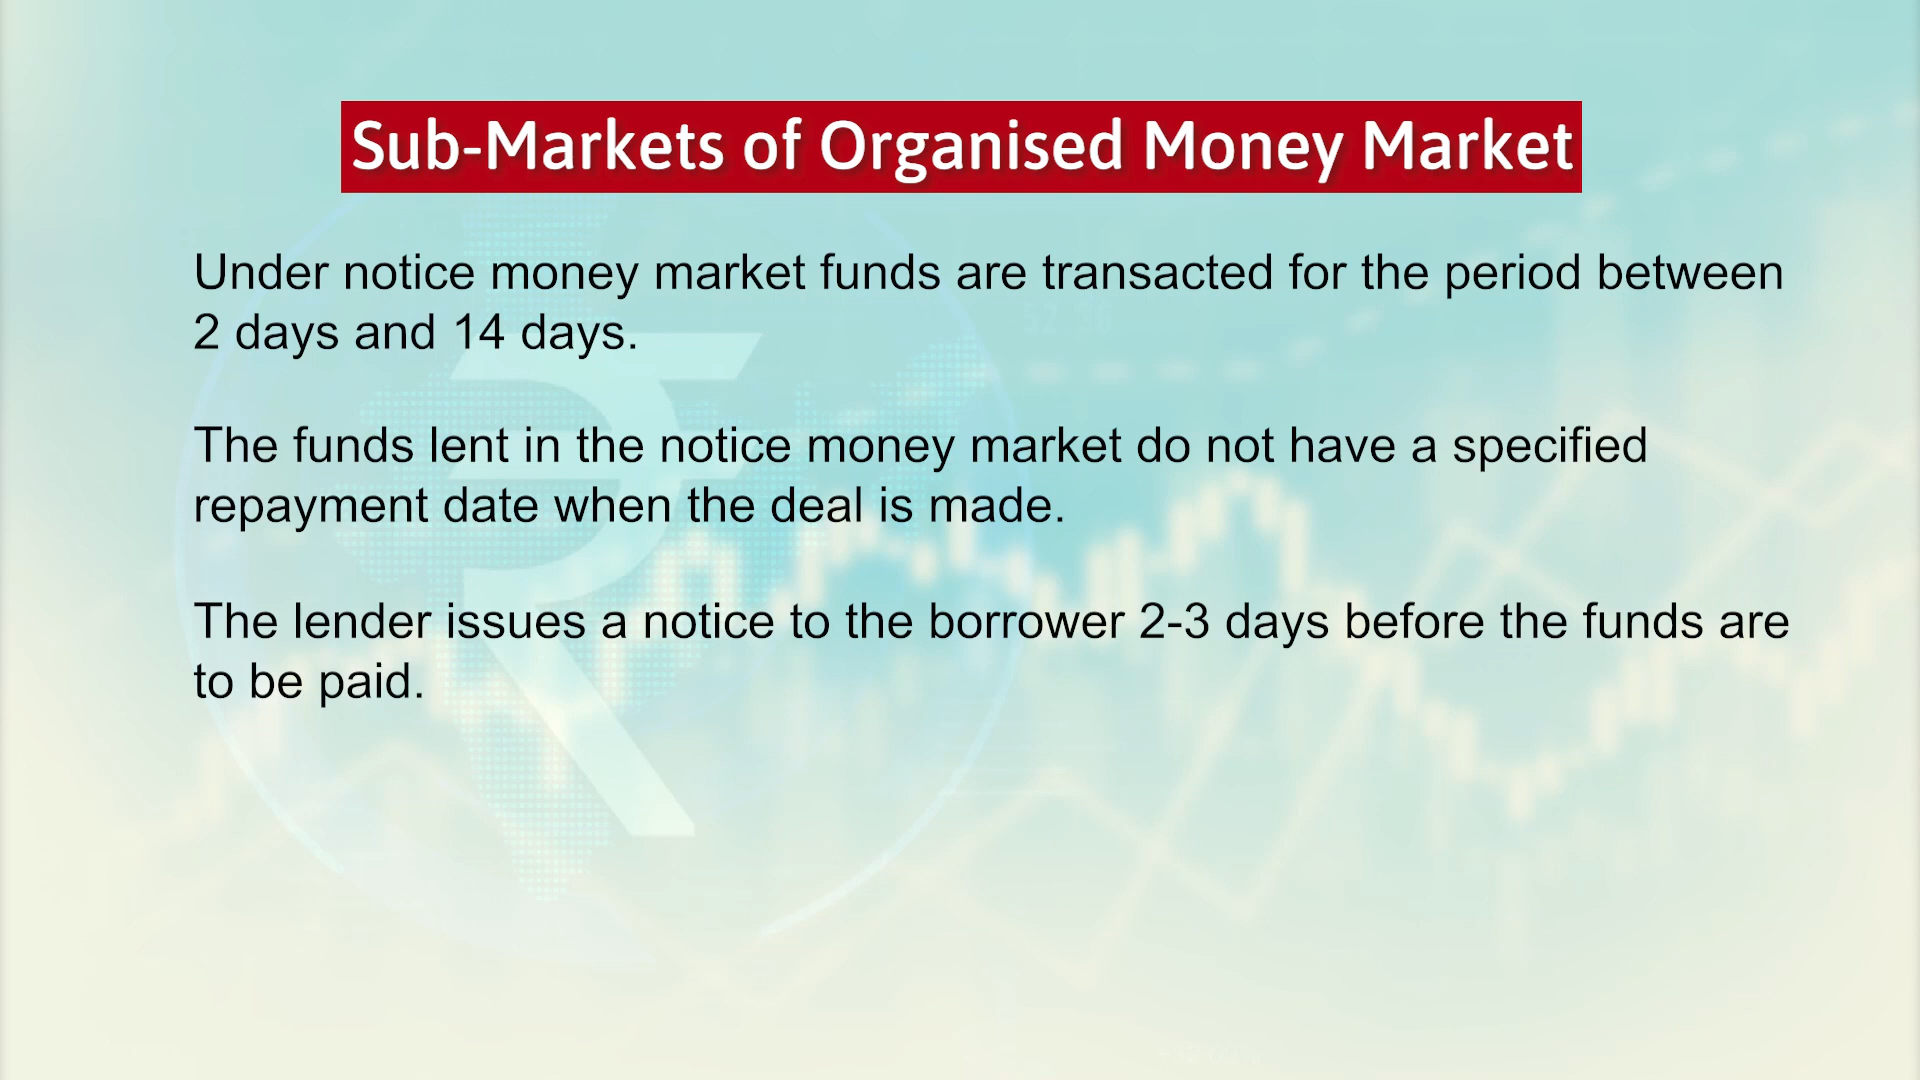 Sub-Markets of Organised Money Market
Under notice money market funds are transacted for the period between
2 days and 14 days.
The funds lent in the notice money market do not have a specified
repayment date when the deal is made.
The lender issues a notice to the borrower 2-3 days before the funds are
to be paid.